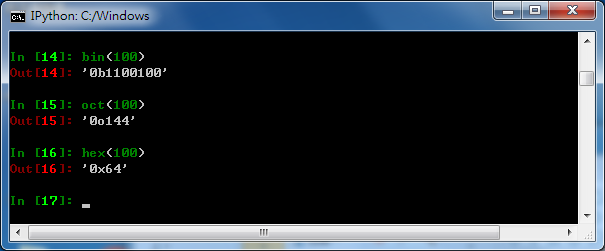 IPython: C:/Windows
In [14]: bin(100)
Out[14]: '0b1100100'
In [15]: oct(100)
Out[15]: '0o144'
In [16]: hex(100)
Out[16]: '0x64'
In [17]: